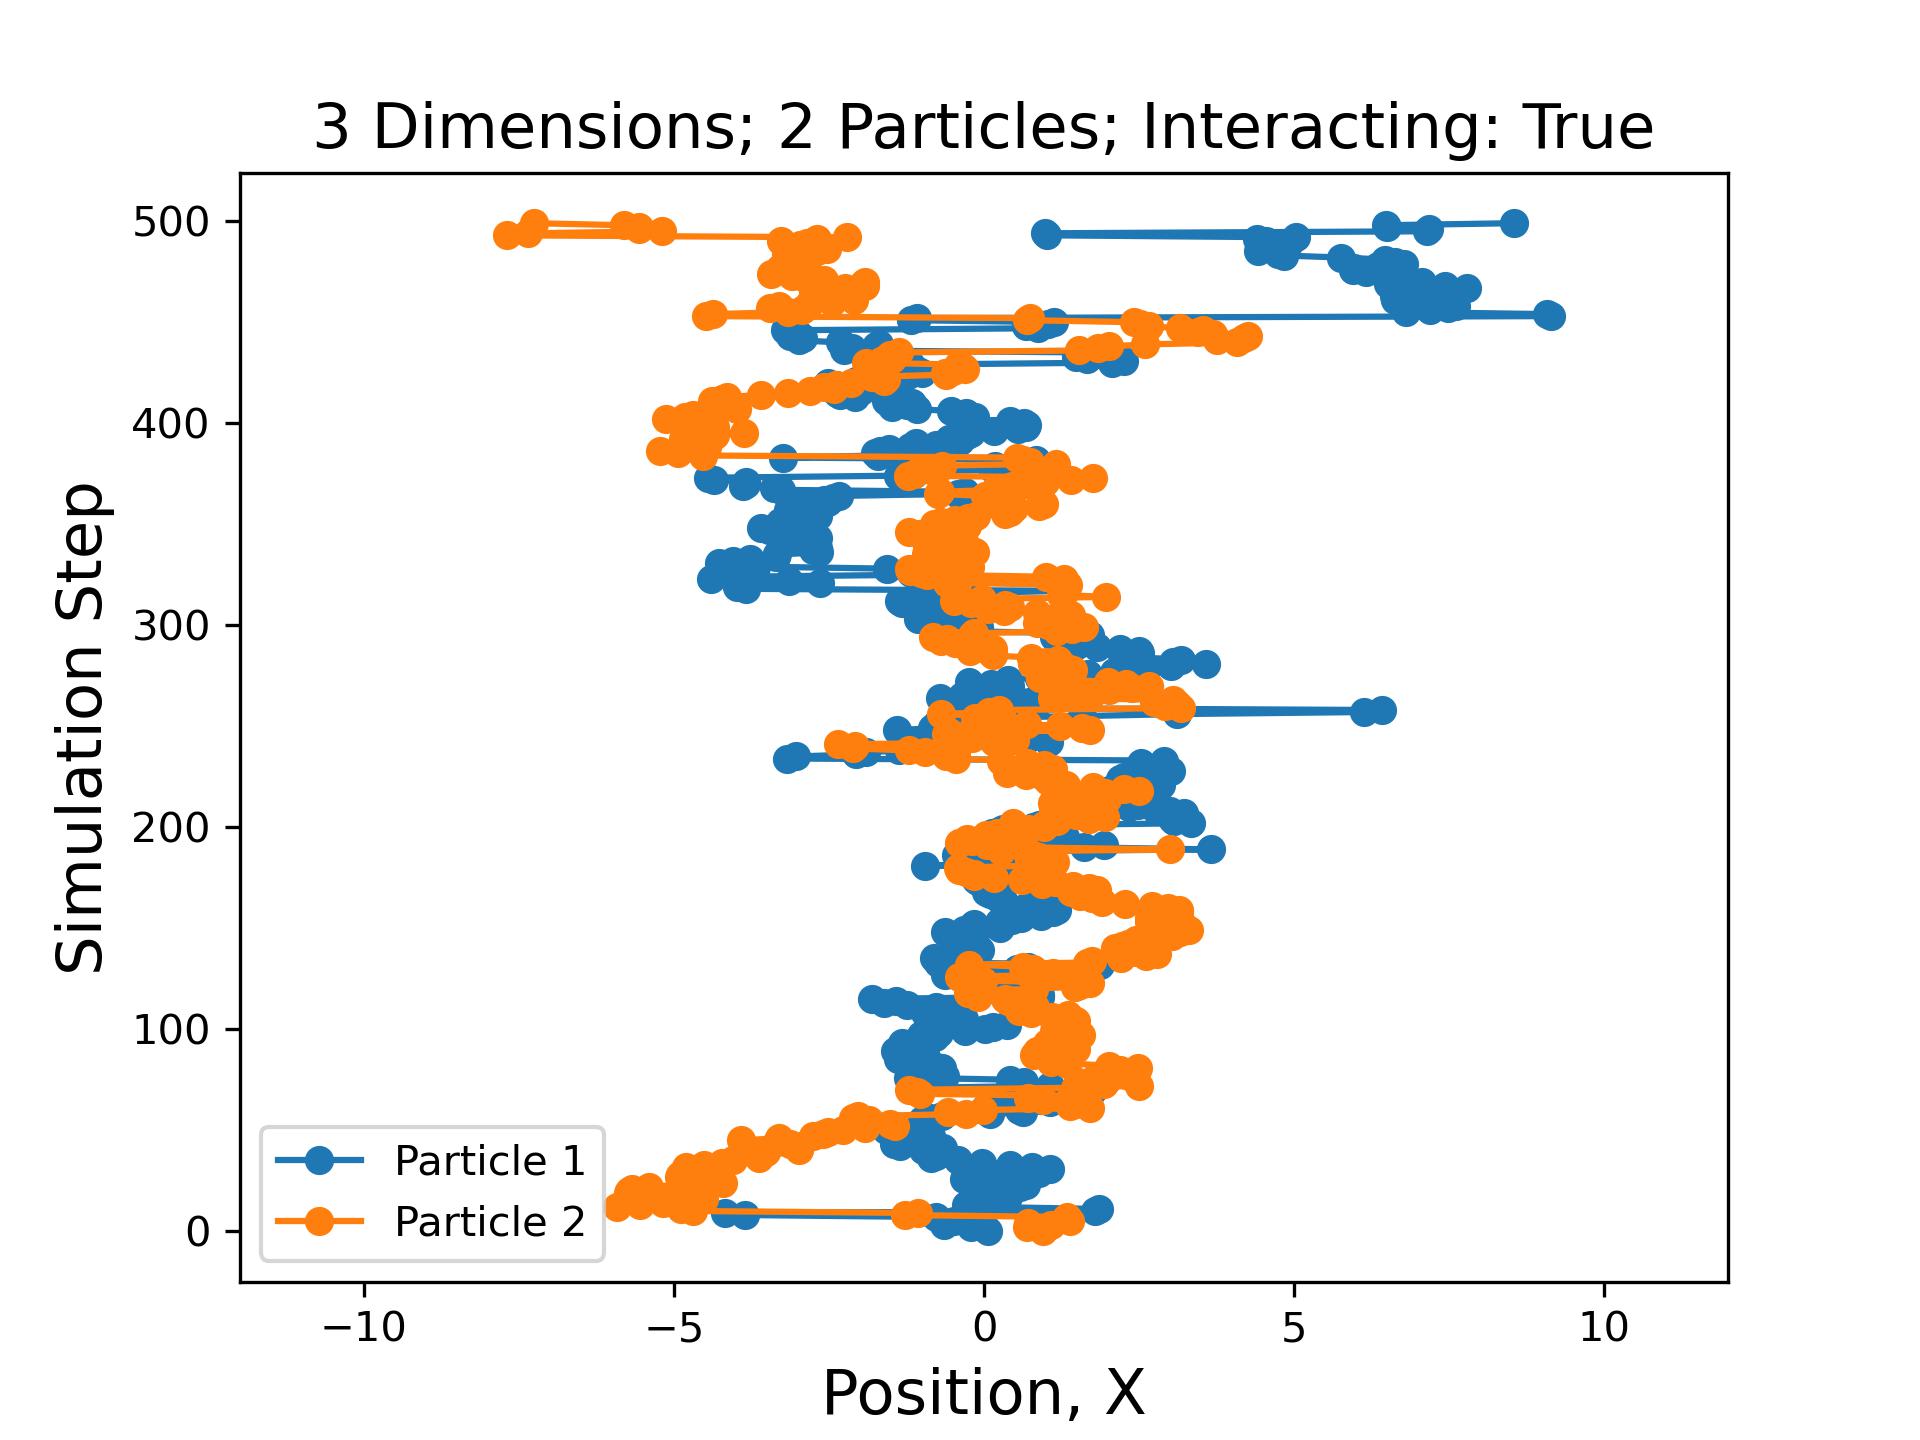 3 Dimensions; 2 Particles; Interacting: True
500
400
300
200
100
0
Simulation Step
Particle 1
Particle 2
−10
−5
0
5
10
Position, X